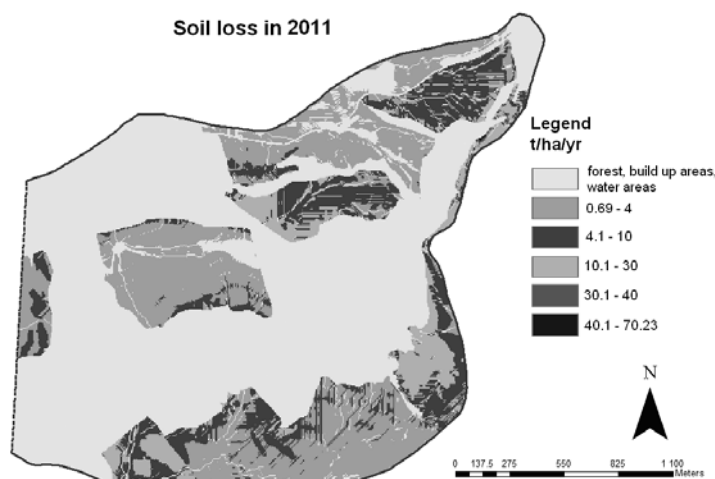 Soil loss in 2011
Legend
t/ha/yr
forest, build up areas,
water areas
0.69 - 4
4.1 - 10
10.1 - 30
30.1 - 40
40.1 - 70.23
N
0 137.5 275 550 825 1 100
Meters